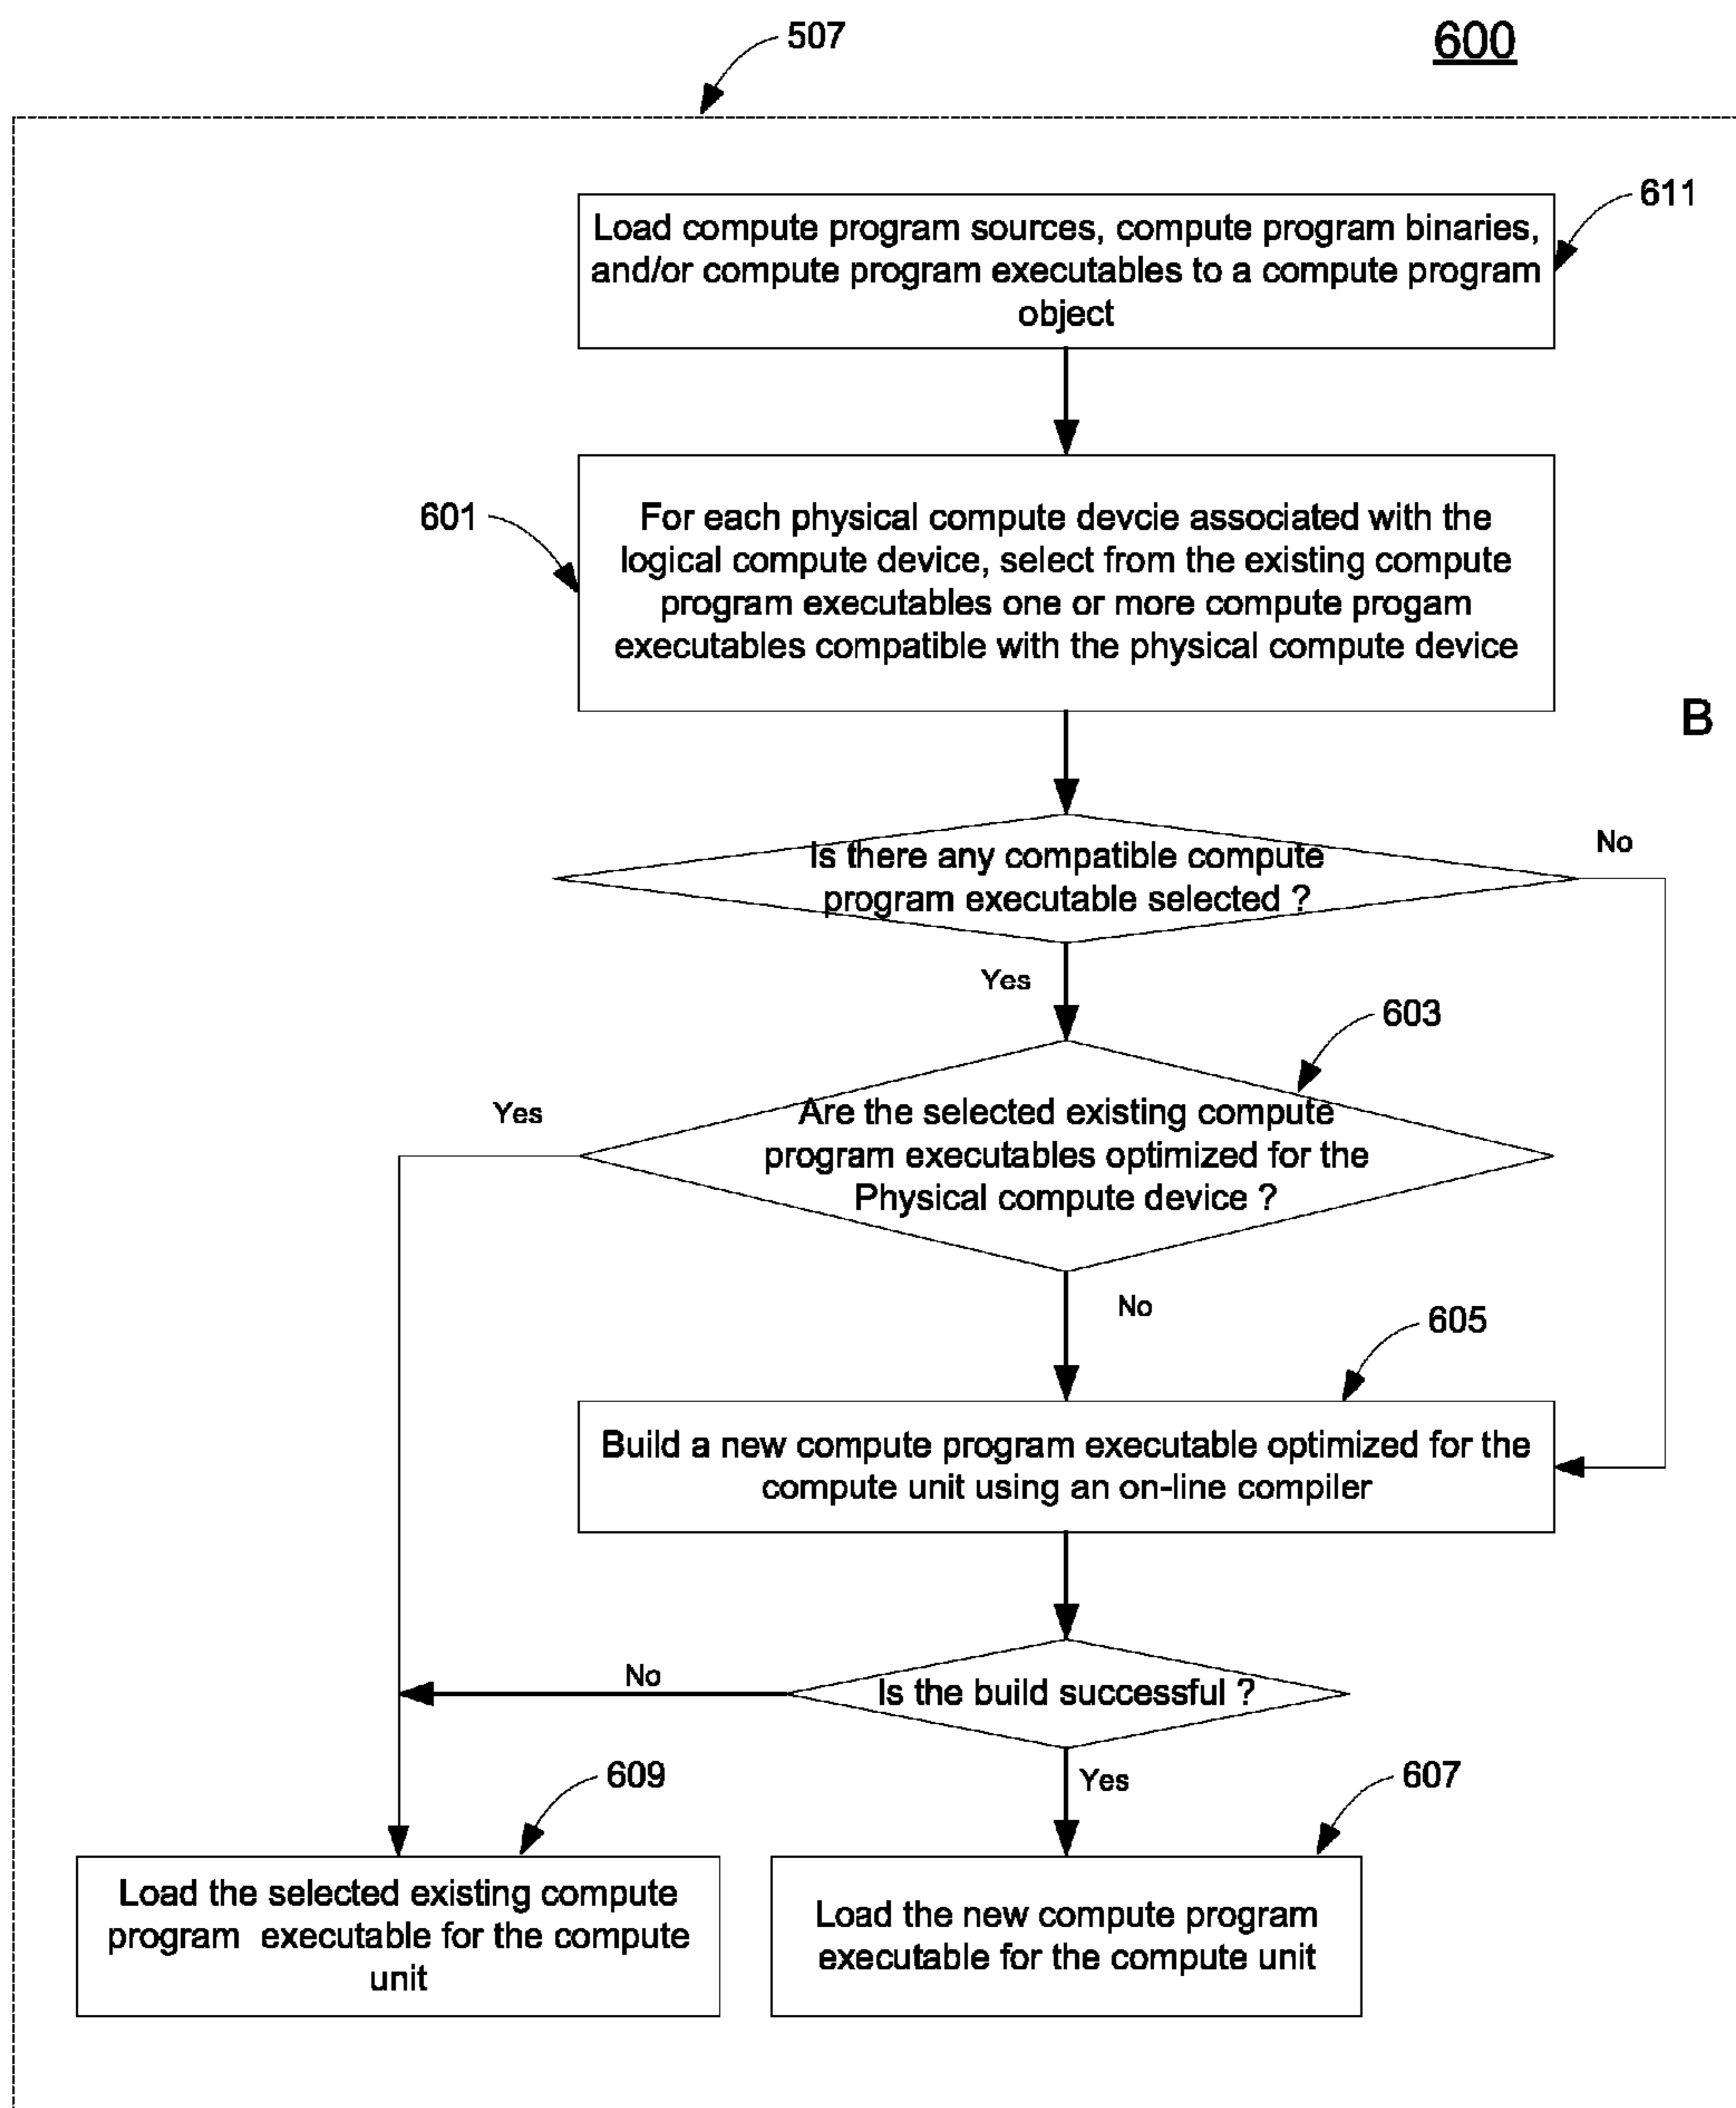 507
600
611
Load compute program sources, compute program binaries,
and/or compute program executables to a compute program
object
601
For each physical compute devcie associated with the
logical compute device, select from the existing compute
program executables one or more compute progam
executables compatible with the physical compute device
B
Is there any compatible compute
program executable selected ?
No
Yes
603
Are the selected existing compute
program executables optimized for the
Physical compute device ?
Yes
No
605
Build a new compute program executable optimized for the
compute unit using an on-line compiler
Is the build successful ?
No
Yes
609
607
Load the selected existing compute
program executable for the compute
unit
Load the new compute program
executable for the compute unit